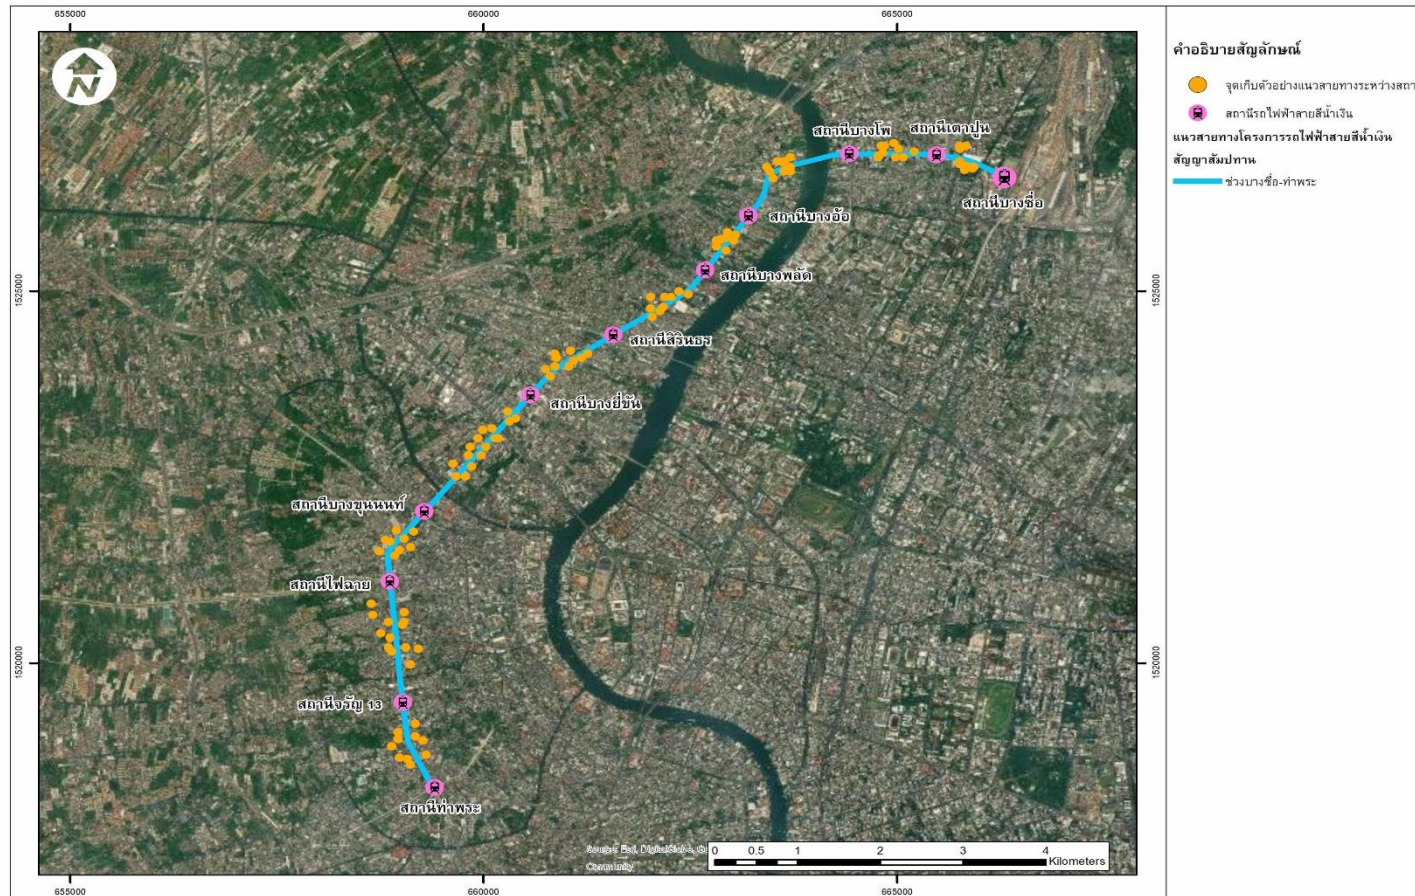 655000
660000
665000
คำอธิบายสัญลักษณ์
จุดเก็บตัวอย่างแนวสายทางระหว่างสถา
สถานีรถไฟฟ้าสายสีน้ำเงิน
แนวสายทางโครงการรถไฟฟ้าสายสีน้ำเงิน
สัญญาสัมปทาน
ช่วงบางซื่อ-ท่าพระ
N
สถานีบางโพ
สถานีเตาปูน
สถานีบางซื่อ
สถานีบางอ้อ
สถานีบางพลัด
1525000
1525000
สถานีสิรินธร
สถานีบางยี่ขัน
สถานีบางขุนนนท์
สถานีไฟฉาย
1520000
1520000
สถานีจรัญ 13
สถานีท่าพระ
Source: Esri, DigitalGlobe,
Community
0 0.5 1 2 3 4
Kilometers
655000
660000
665000